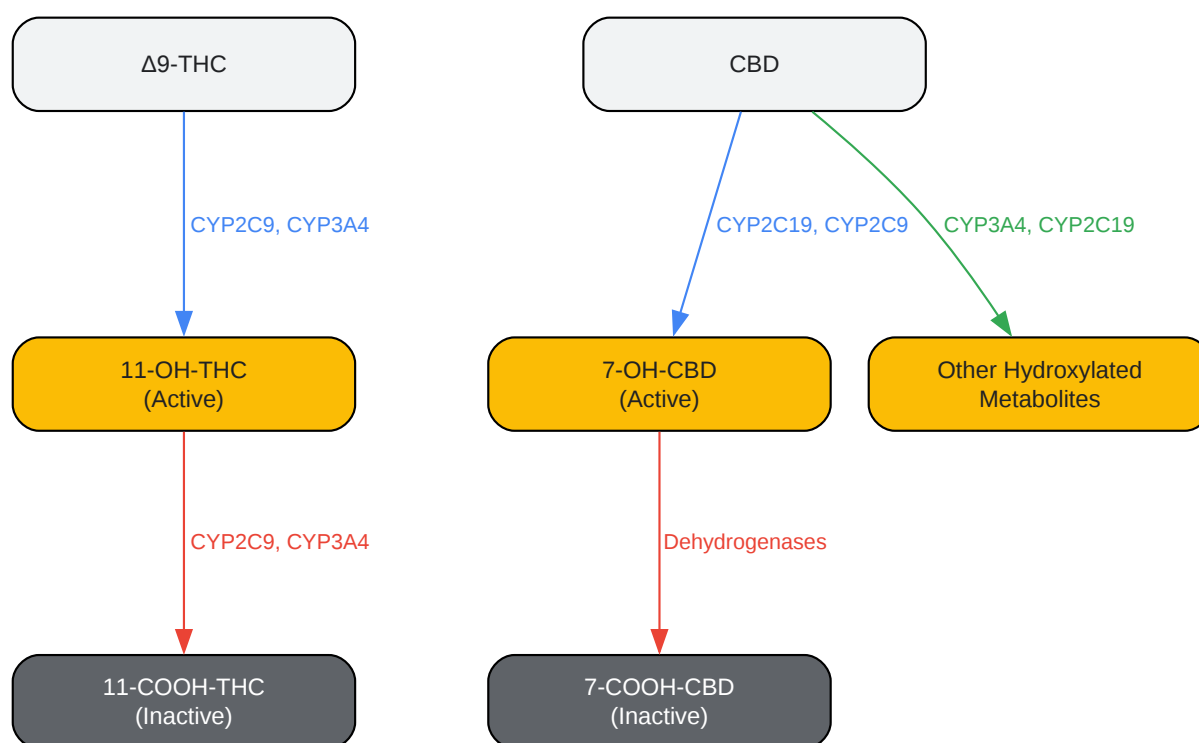 Δ9-THC
CBD
CYP2C9, CYP3A4
CYP2C19, CYP2C9
CYP3A4, CYP2C19
11-OH-THC
(Active)
7-OH-CBD
(Active)
Other Hydroxylated
Metabolites
CYP2C9, CYP3A4
Dehydrogenases
11-COOH-THC
(Inactive)
7-COOH-CBD
(Inactive)